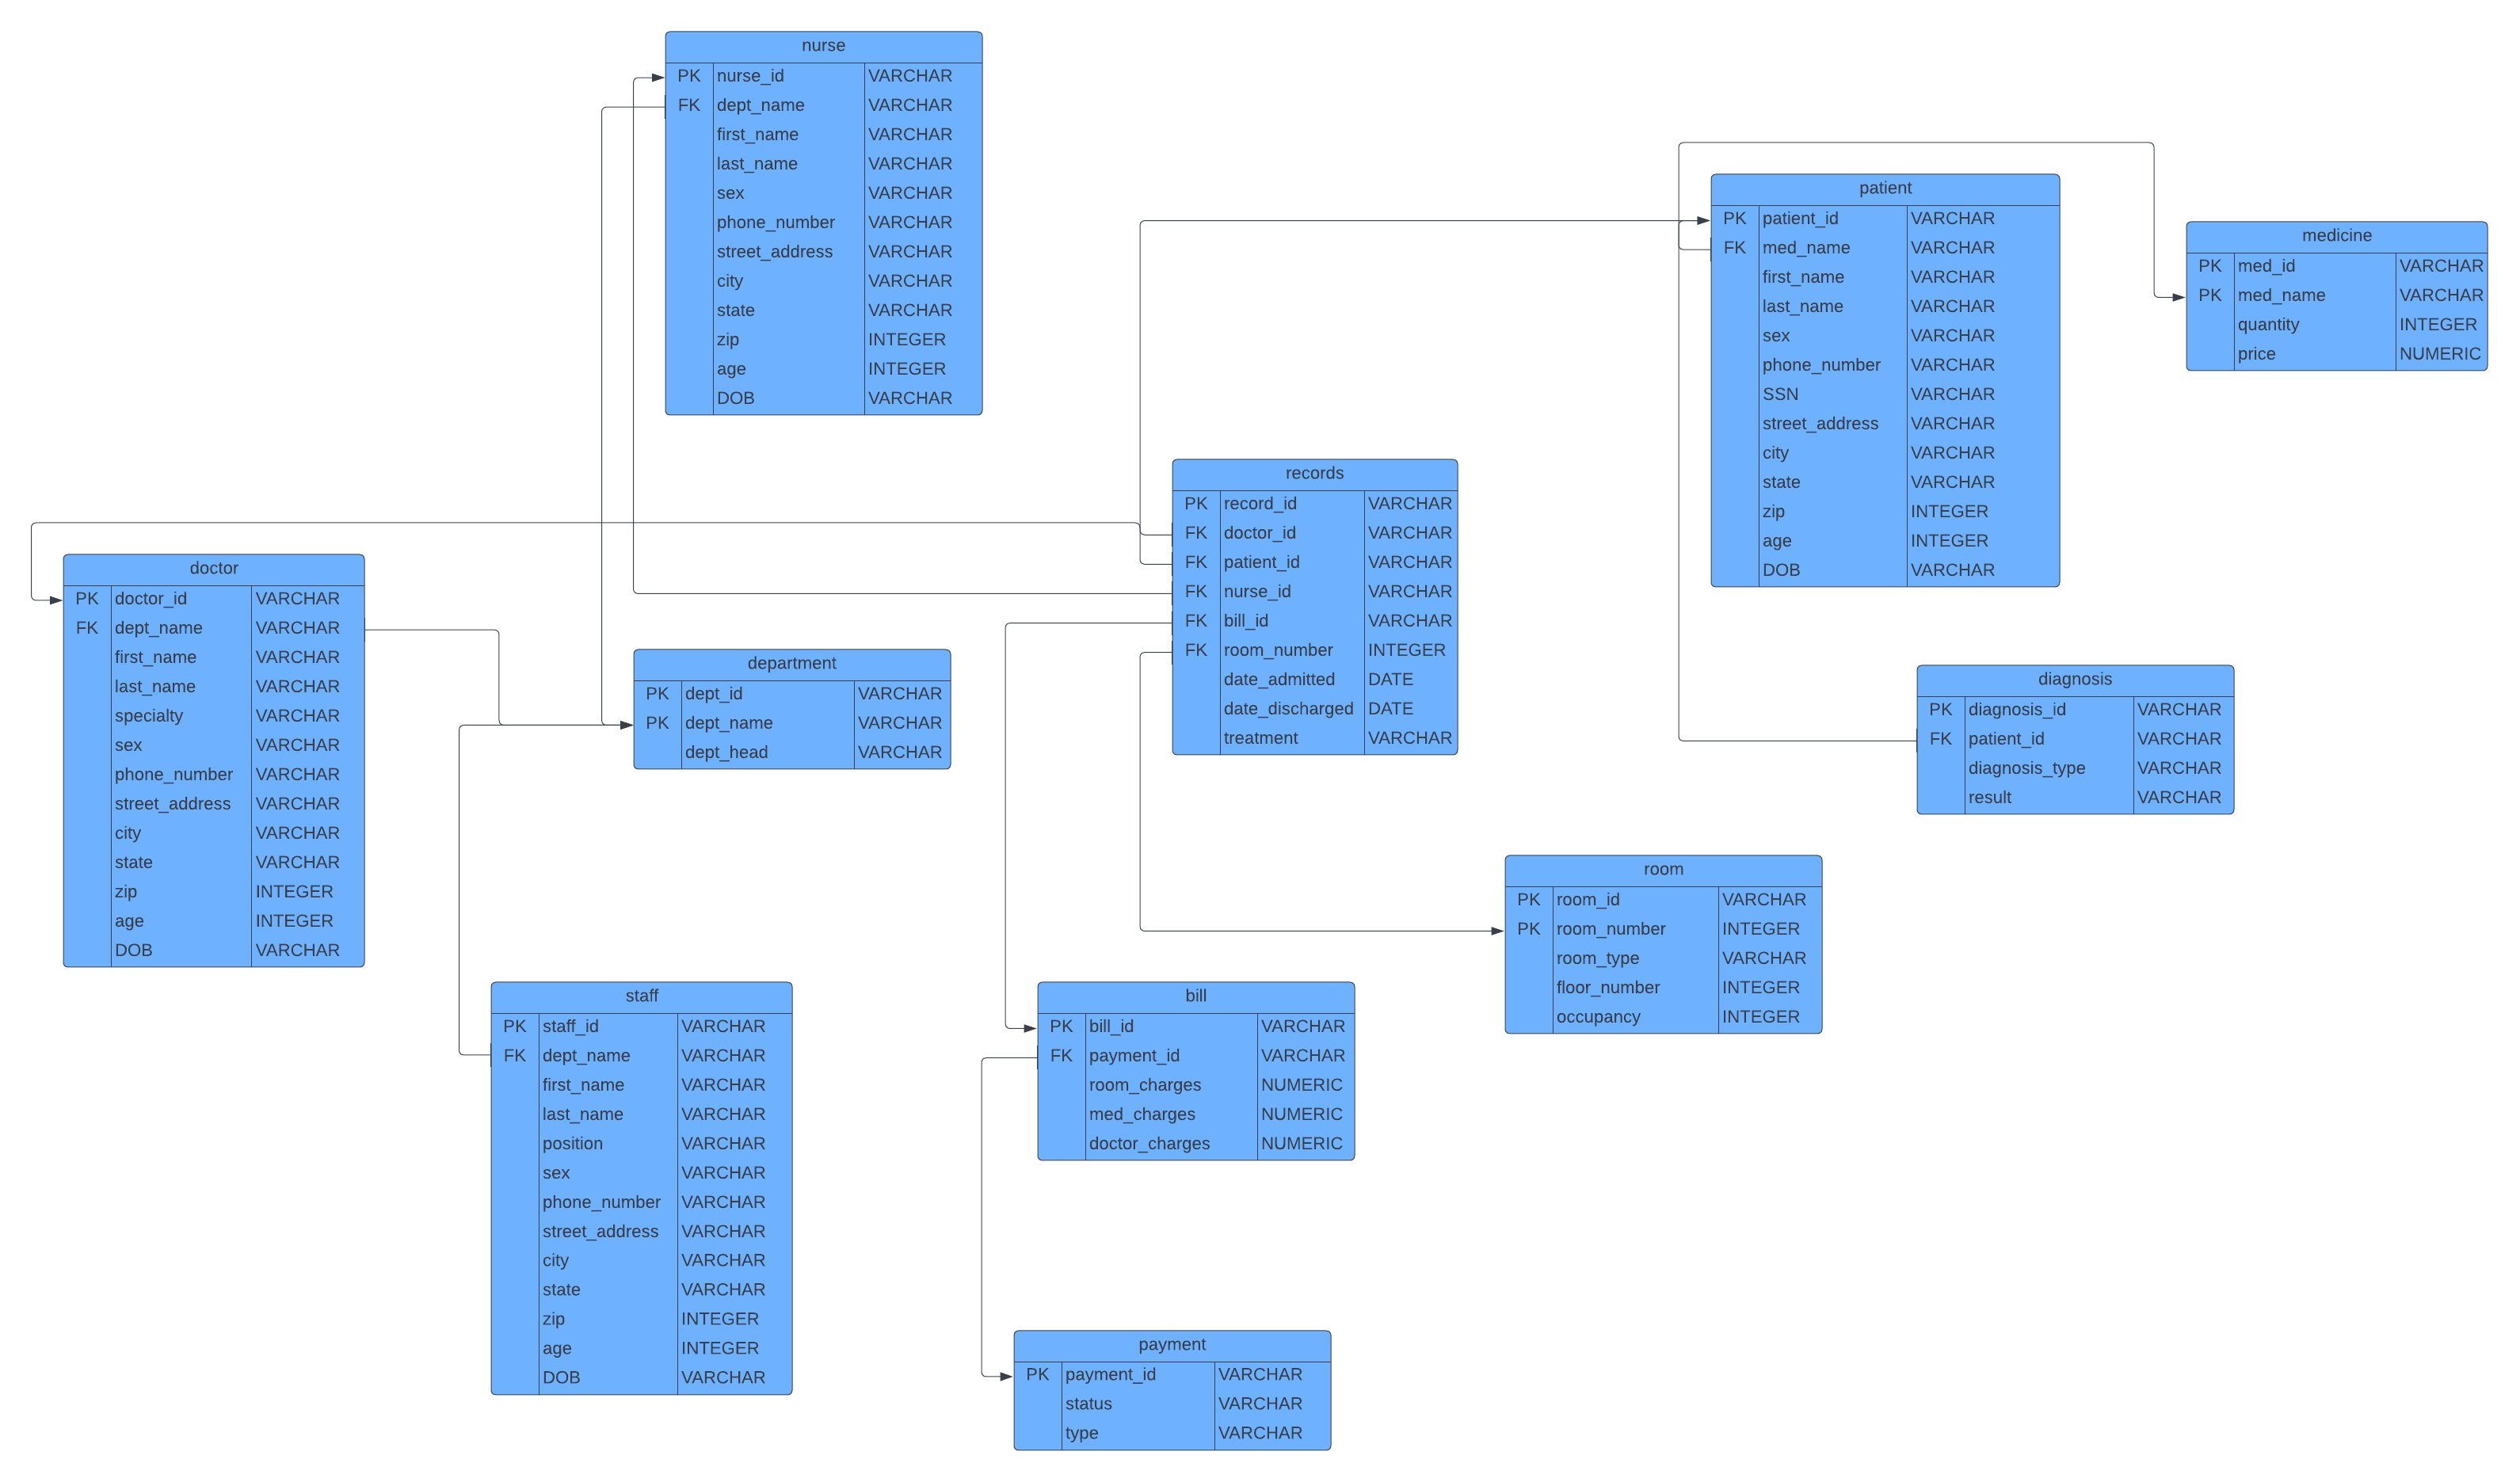 nurse
PK nurse_id VARCHAR
FK dept_name VARCHAR
first_name VARCHAR
last_name VARCHAR
sex VARCHAR
phone_number VARCHAR
street_address VARCHAR
city VARCHAR
state VARCHAR
zip INTEGER
age INTEGER
DOB VARCHAR
patient
PK patient_id VARCHAR
FK med_name VARCHAR
first_name VARCHAR
last_name VARCHAR
sex VARCHAR
phone_number VARCHAR
SSN VARCHAR
street_address VARCHAR
city VARCHAR
state VARCHAR
zip INTEGER
age INTEGER
DOB VARCHAR
medicine
PK med_id VARCHAR
PK med_name VARCHAR
quantity INTEGER
price NUMERIC
records
PK record_id VARCHAR
FK doctor_id VARCHAR
FK patient_id VARCHAR
FK nurse_id VARCHAR
FK bill_id VARCHAR
FK room_number INTEGER
date_admitted DATE
date_discharged DATE
treatment VARCHAR
doctor
PK doctor_id VARCHAR
FK dept_name VARCHAR
first_name VARCHAR
last_name VARCHAR
specialty VARCHAR
sex VARCHAR
phone_number VARCHAR
street_address VARCHAR
city VARCHAR
state VARCHAR
zip INTEGER
age INTEGER
DOB VARCHAR
department
PK dept_id VARCHAR
PK dept_name VARCHAR
dept_head VARCHAR
diagnosis
PK diagnosis_id VARCHAR
FK patient_id VARCHAR
diagnosis_type VARCHAR
result VARCHAR
room
PK room_id VARCHAR
PK room_number INTEGER
room_type VARCHAR
floor_number INTEGER
occupancy INTEGER
staff
PK staff_id VARCHAR
FK dept_name VARCHAR
first_name VARCHAR
last_name VARCHAR
position VARCHAR
sex VARCHAR
phone_number VARCHAR
street_address VARCHAR
city VARCHAR
state VARCHAR
zip INTEGER
age INTEGER
DOB VARCHAR
bill
PK bill_id VARCHAR
FK payment_id VARCHAR
room_charges NUMERIC
med_charges NUMERIC
doctor_charges NUMERIC
payment
PK payment_id VARCHAR
status VARCHAR
type VARCHAR